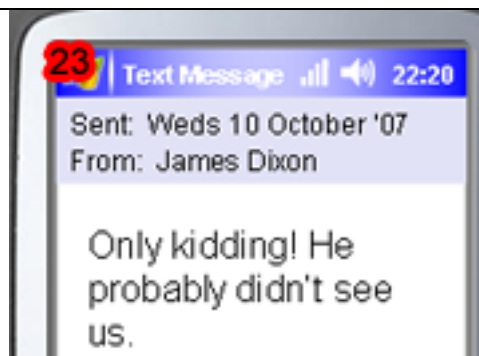 23
Text Message 22:20
Sent: Weds 10 October '07
From: James Dixon
Only kidding! He
probably didn't see
us.